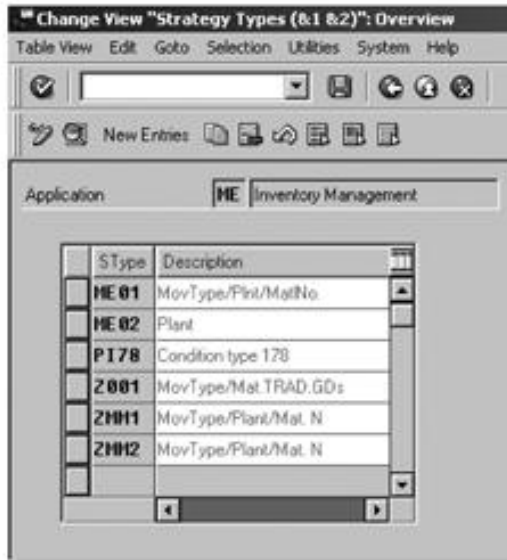 Change View "Strategy Types (&1 &2)": Overview
Table View Edit Goto Selection Utilities System Help
New Entries
Application ME Inventory Management
SType Description
ME01 MovType/Plnt/MatlNo.
ME02 Plant
PI78 Condition type 178
Z001 MovType/Mat.TRAD.GDs
ZMM1 MovType/Plant/Mat. N
ZMM2 MovType/Plant/Mat. N